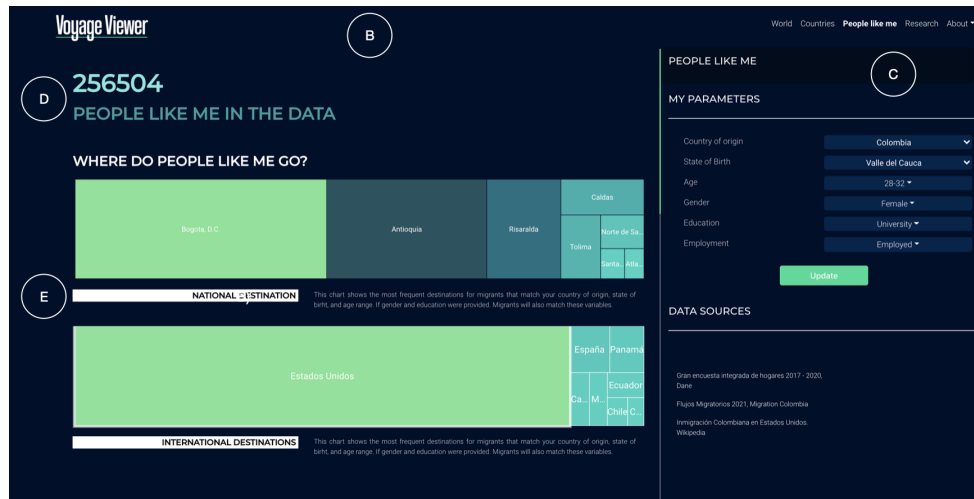 Voyage Viewer
B
World Countries People like me Research About
PEOPLE LIKE ME
C
D
256504
PEOPLE LIKE ME IN THE DATA
MY PARAMETERS
Country of origin Colombia
State of Birth Valle del Cauca
Age 28-32
Gender Female
Education University
Employment Employed
Update
WHERE DO PEOPLE LIKE ME GO?
Bogota, D.C.
Antioquia
Risaralda
Caldas
Tolima
Norte de Sa...
Santa...
Atla...
E
NATIONAL DESTINATION
This chart shows the most frequent destinations for migrants that match your country of origin, state of
birht, and age range. If gender and education were provided. Migrants will also match these variables.
Estados Unidos
España
Panamá
Ca...
M...
Ecuador
Chile
C...
INTERNATIONAL DESTINATIONS
This chart shows the most frequent destinations for migrants that match your country of origin, state of
birht, and age range. If gender and education were provided. Migrants will also match these variables.
DATA SOURCES
Gran encuesta integrada de hogares 2017 - 2020,
Dane
Flujos Migratorios 2021, Migration Colombia
Inmigración Colombiana en Estados Unidos.
Wikipedia